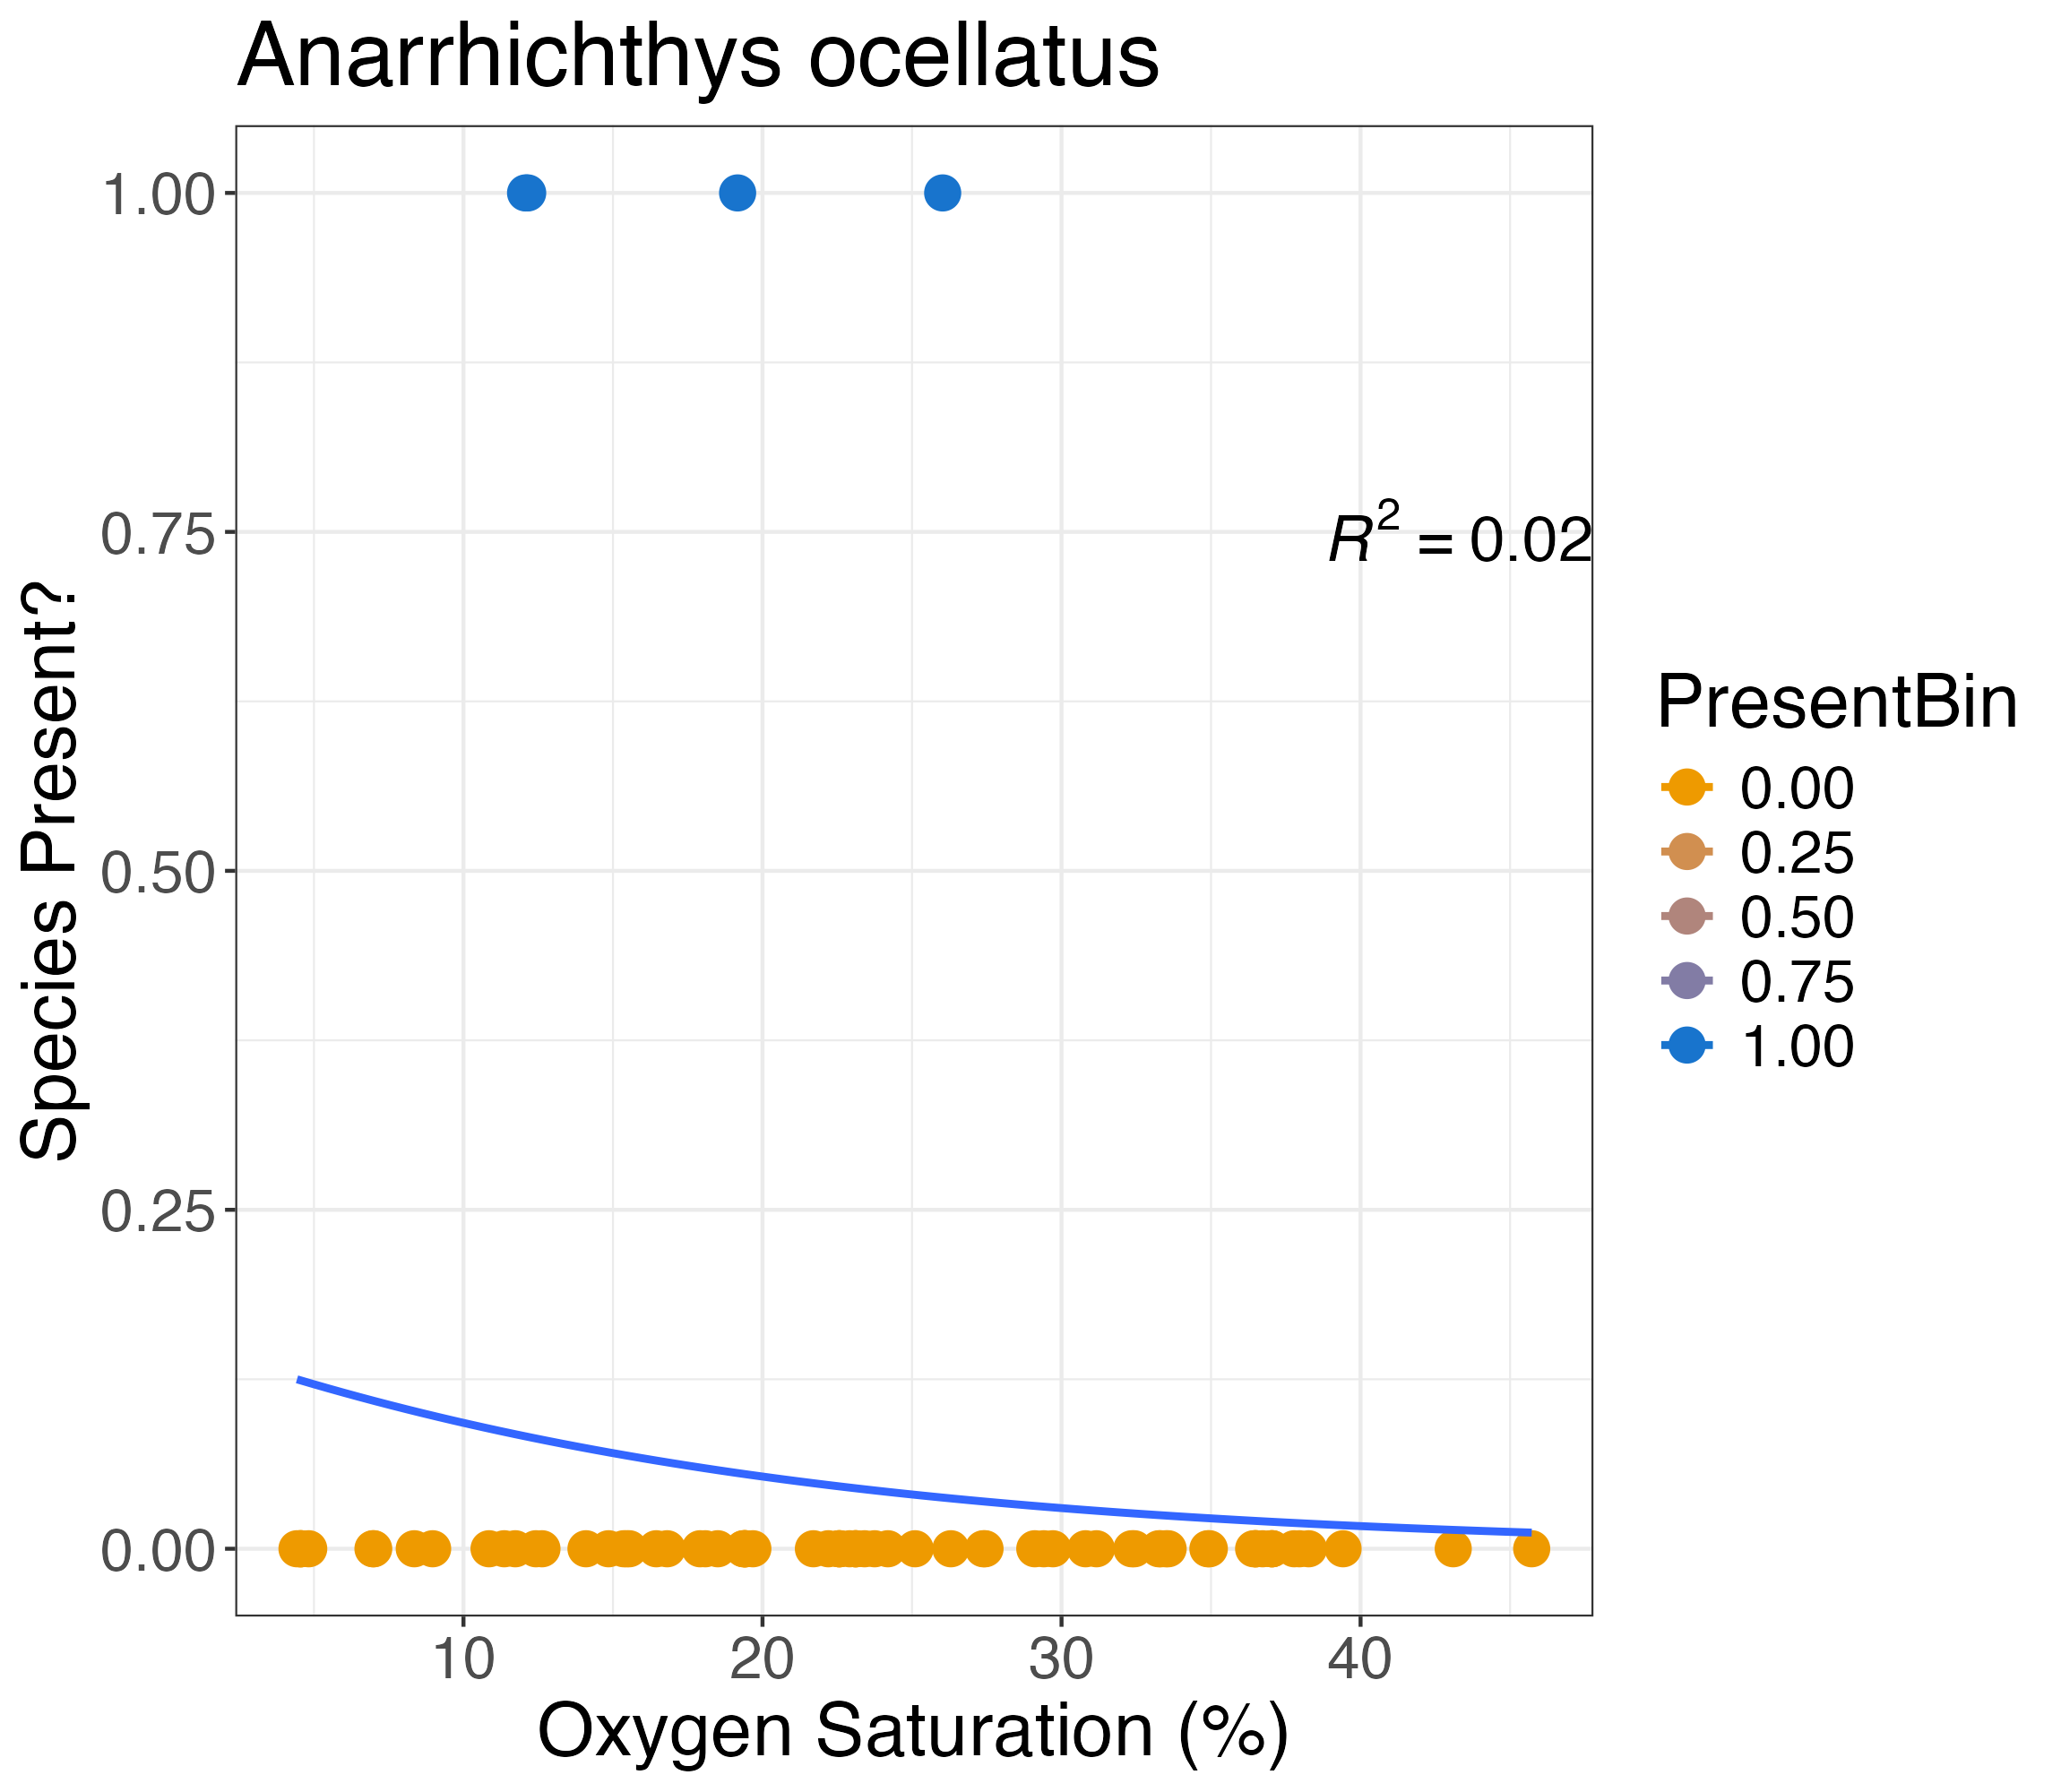 Anarrhichthys ocellatus
1.00
0.75
0.50
0.25
0.00
Species Present?
R² = 0.02
10 20 30 40
Oxygen Saturation (%)
PresentBin
0.00
0.25
0.50
0.75
1.00